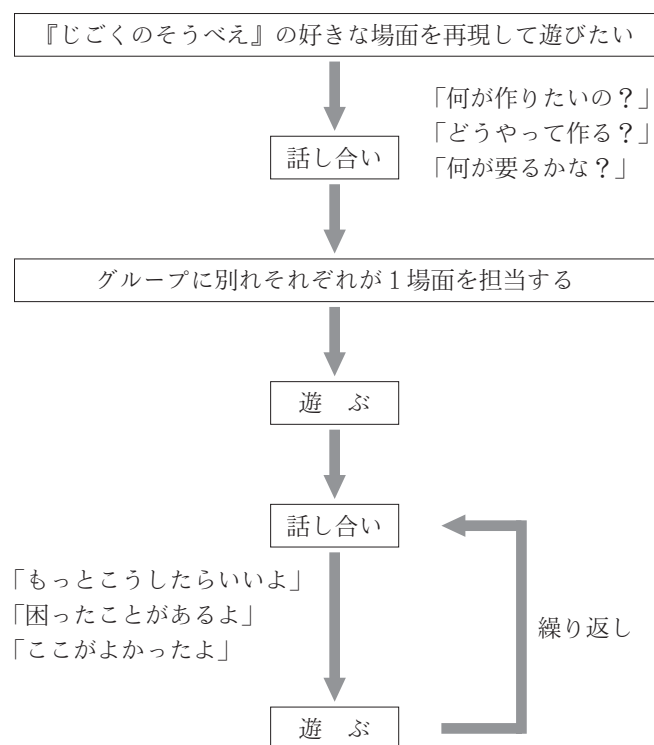 『じごくのそうべえ』の好きな場面を再現して遊びたい
「何が作りたいの？」
「どうやって作る？」
「何が要るかな？」
話し合い
グループに別れそれぞれが１場面を担当する
遊　ぶ
話し合い
「もっとこうしたらいいよ」
「困ったことがあるよ」
「ここがよかったよ」
繰り返し
遊　ぶ